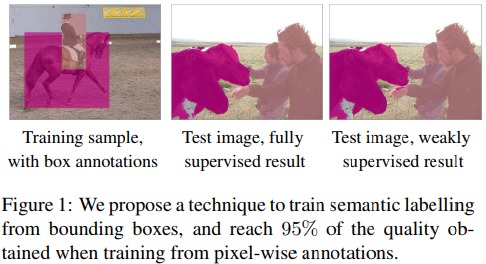 Training sample,
with box annotations
Test image, fully
supervised result
Test image, weakly
supervised result
Figure 1: We propose a technique to train semantic labelling
from bounding boxes, and reach 95% of the quality ob-
tained when training from pixel-wise annotations.